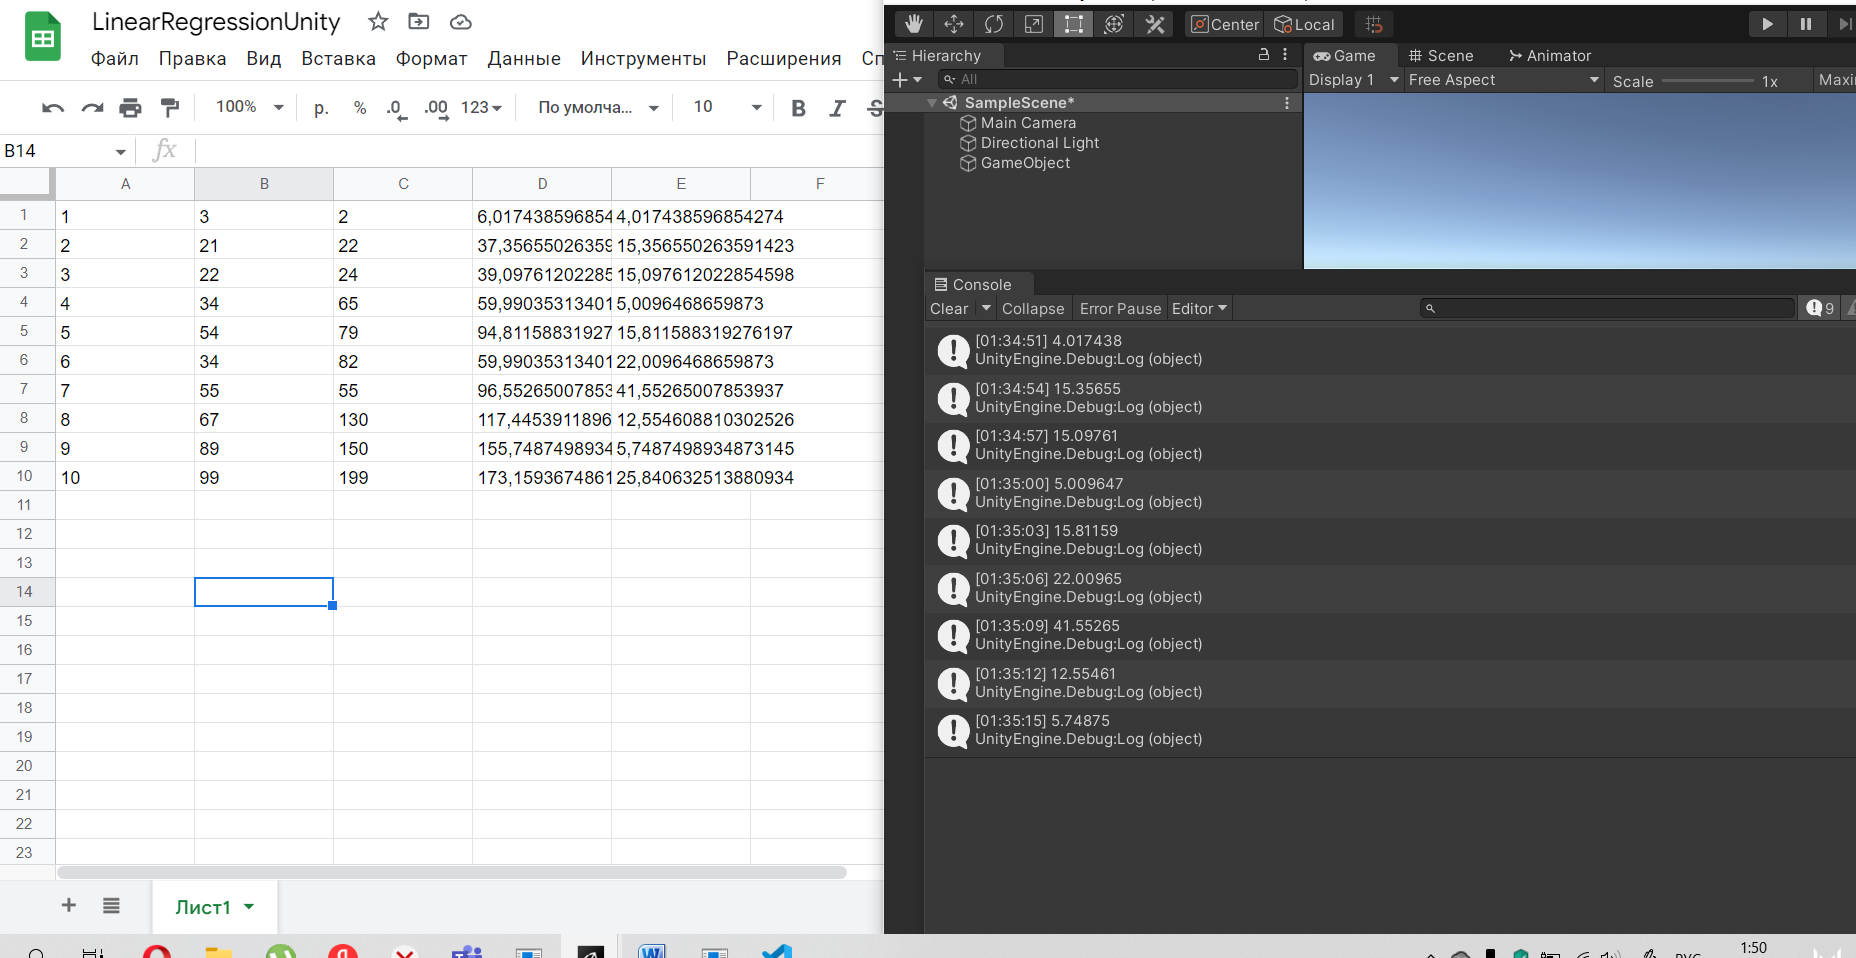 LinearRegressionUnity
Файл Правка Вид Вставка Формат Данные Инструменты Расширения
100% р. % .0 .00 123 По умолча... 10 B I S
B14 fx
A B C D E F
1 1 3 2 6,017438596854 4,017438596854274
2 2 21 22 37,35655026359 15,356550263591423
3 3 22 24 39,09761202285 15,097612022854598
4 4 34 65 59,99035313401 5,0096468659873
5 5 54 79 94,81158831927 15,811588319276197
6 6 34 82 59,99035313401 22,0096468659873
7 7 55 55 96,55265007853 41,55265007853937
8 8 67 130 117,4453911896 12,554608810302526
9 9 89 150 155,7487498934 5,7487498934873145
10 10 99 199 173,1593674861 25,840632513880934
11
12
13
14
15
16
17
18
19
20
21
22
23
Лист1
Center Local
Hierarchy
All
SampleScene*
Main Camera
Directional Light
GameObject
Game Scene Animator
Display 1 Free Aspect Scale 1x
Console
Clear Collapse Error Pause Editor 9
[01:34:51] 4.017438
UnityEngine.Debug:Log (object)
[01:34:54] 15.35655
UnityEngine.Debug:Log (object)
[01:34:57] 15.09761
UnityEngine.Debug:Log (object)
[01:35:00] 5.009647
UnityEngine.Debug:Log (object)
[01:35:03] 15.81159
UnityEngine.Debug:Log (object)
[01:35:06] 22.00965
UnityEngine.Debug:Log (object)
[01:35:09] 41.55265
UnityEngine.Debug:Log (object)
[01:35:12] 12.55461
UnityEngine.Debug:Log (object)
[01:35:15] 5.74875
UnityEngine.Debug:Log (object)
1:50